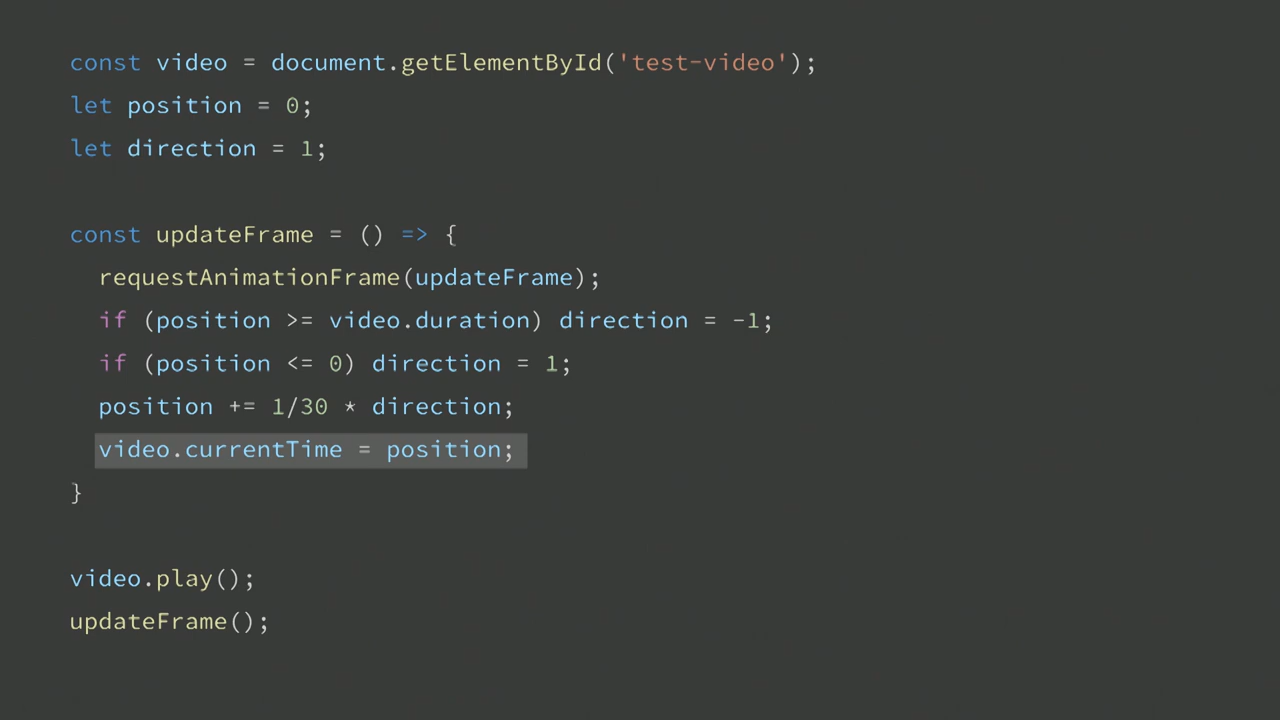 const video = document.getElementById('test-video');
let position = 0;
let direction = 1;
const updateFrame = () => {
requestAnimationFrame(updateFrame);
if (position >= video.duration) direction = -1;
if (position <= 0) direction = 1;
position += 1/30 * direction;
video.currentTime = position;
}
video.play();
updateFrame();